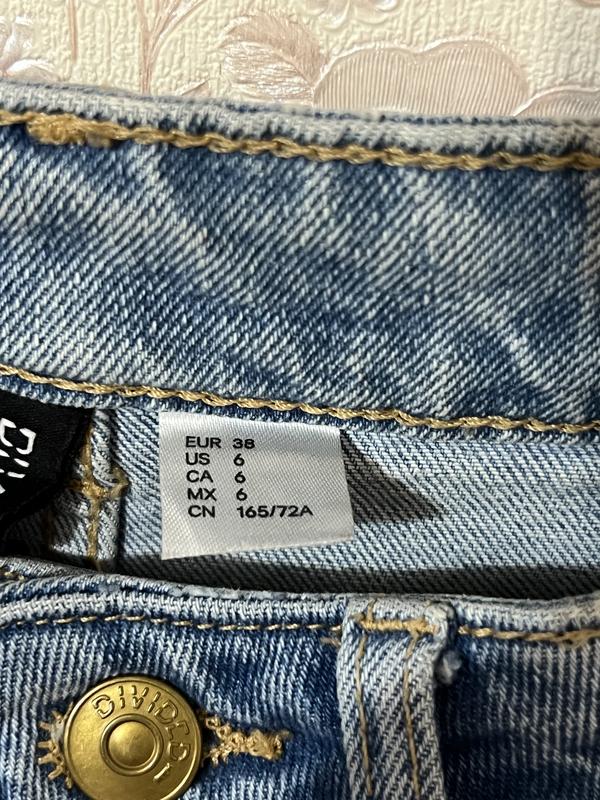 EUR 38
US 6
CA 6
MX 6
CN 165/72A
DIVIDED